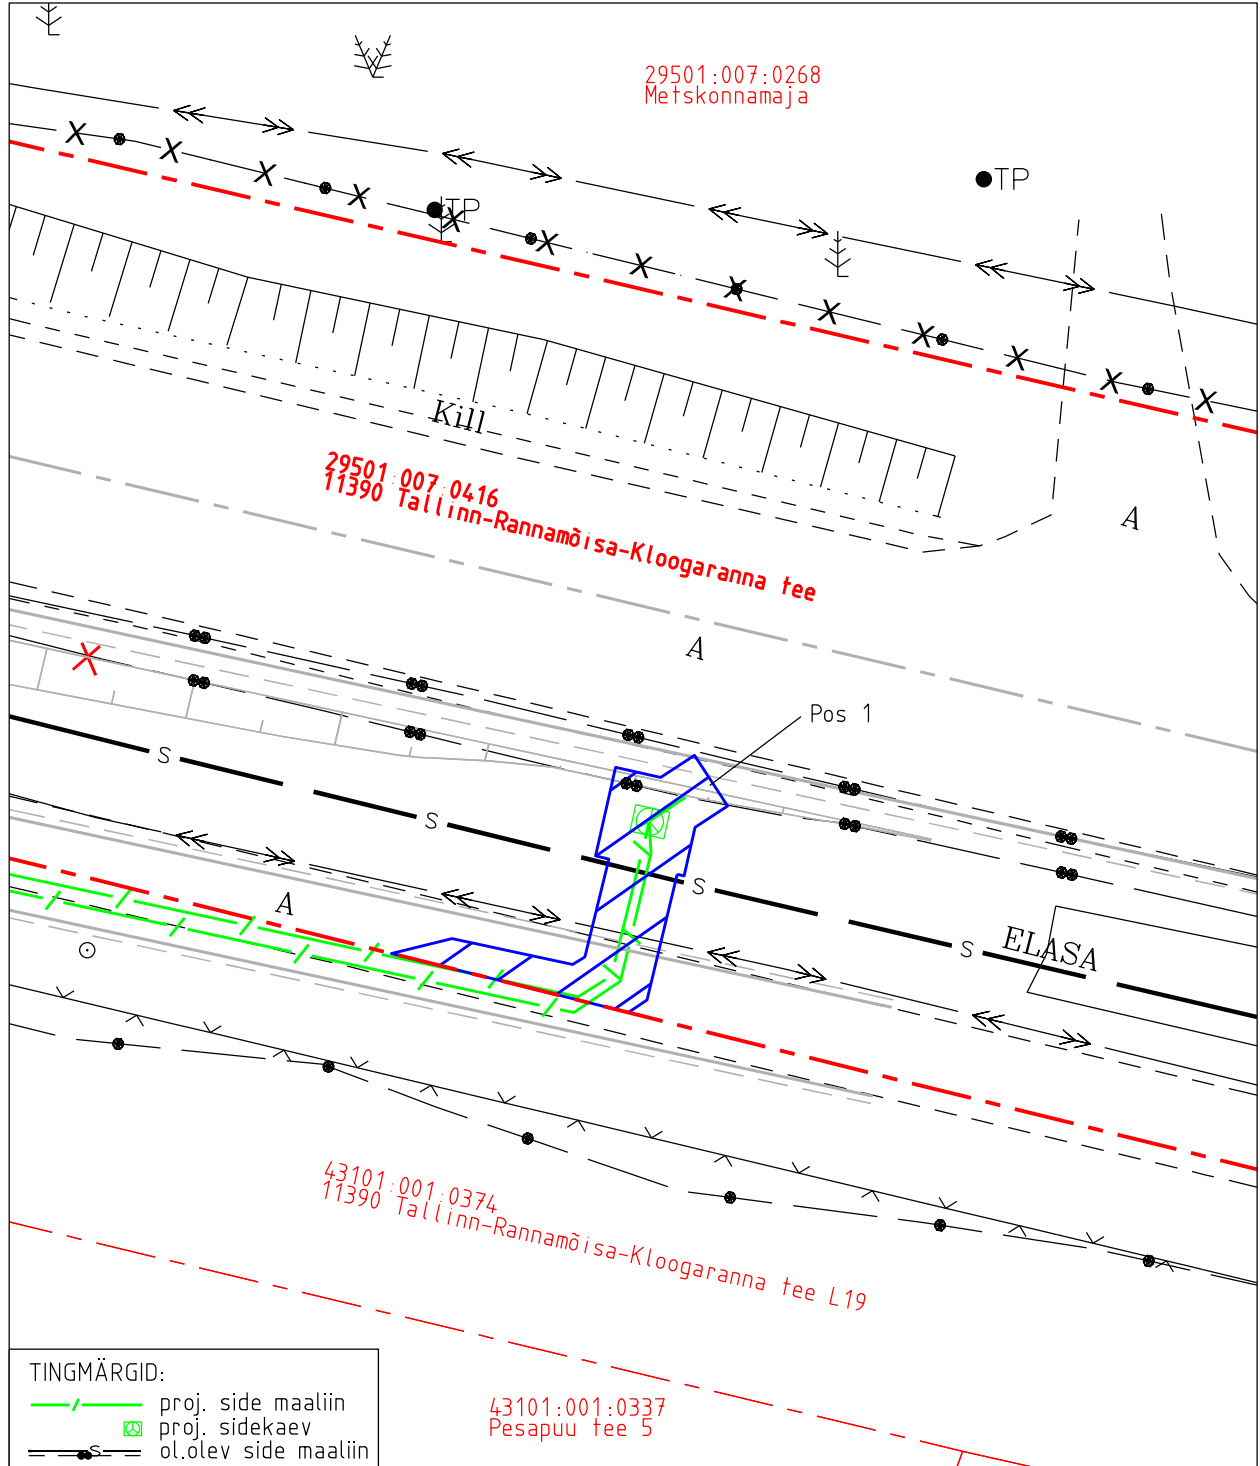 29501:007:0268
Metskonnamaja
TP
TP
Kill
29501:007:0416
11390 Tallinn-Rannamõisa-Kloogaranna tee
A
A
Pos 1
S
S
S
S
A
ELASA
43101:001:0374
11390 Tallinn-Rannamõisa-Kloogaranna tee L19
TINGMÄRGID:
proj. side maaliin
proj. sidekaev
S
ol.olev side maaliin
43101:001:0337
Pesapuu tee 5